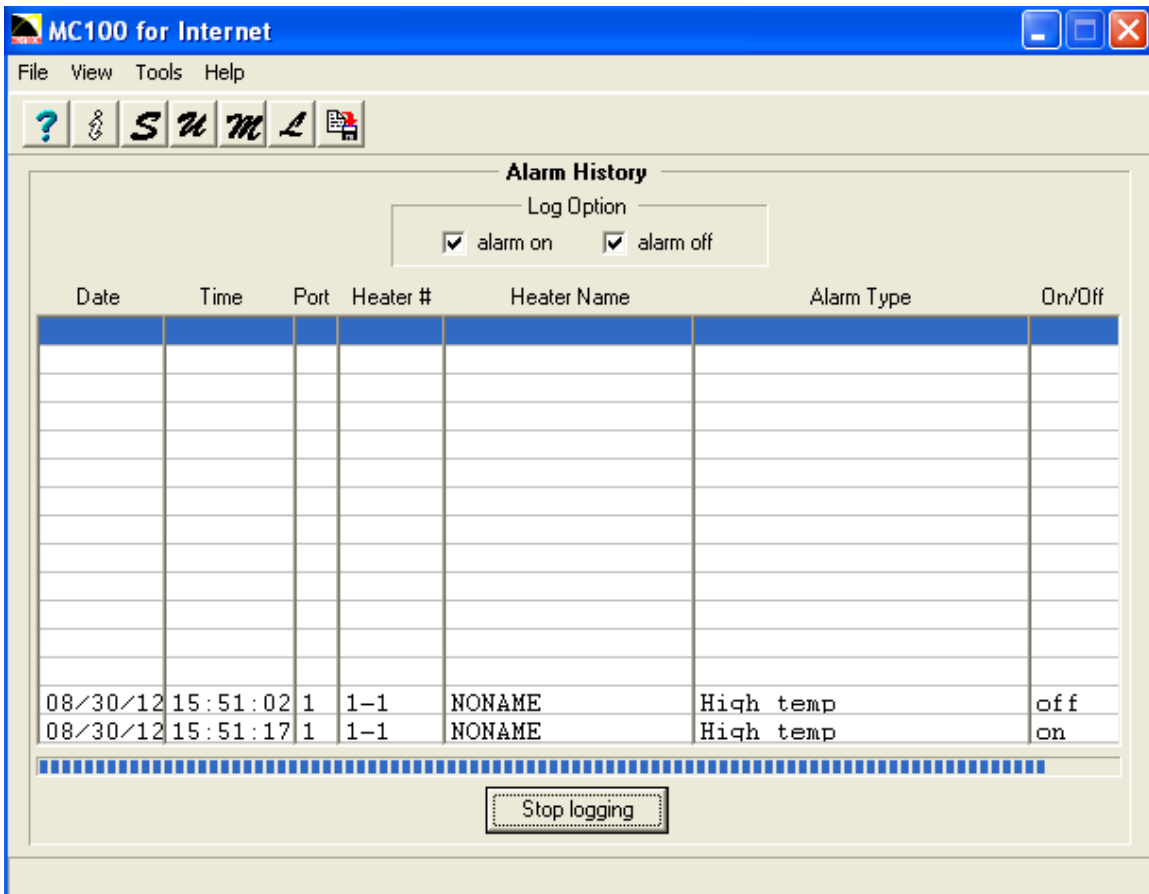 MC100 for Internet
File View Tools Help
? i S U M L
Alarm History
Log Option
alarm on alarm off
Date Time Port Heater # Heater Name Alarm Type On/Off
08/30/12 15:51:02 1 1-1 NONAME High temp off
08/30/12 15:51:17 1 1-1 NONAME High temp on
Stop logging